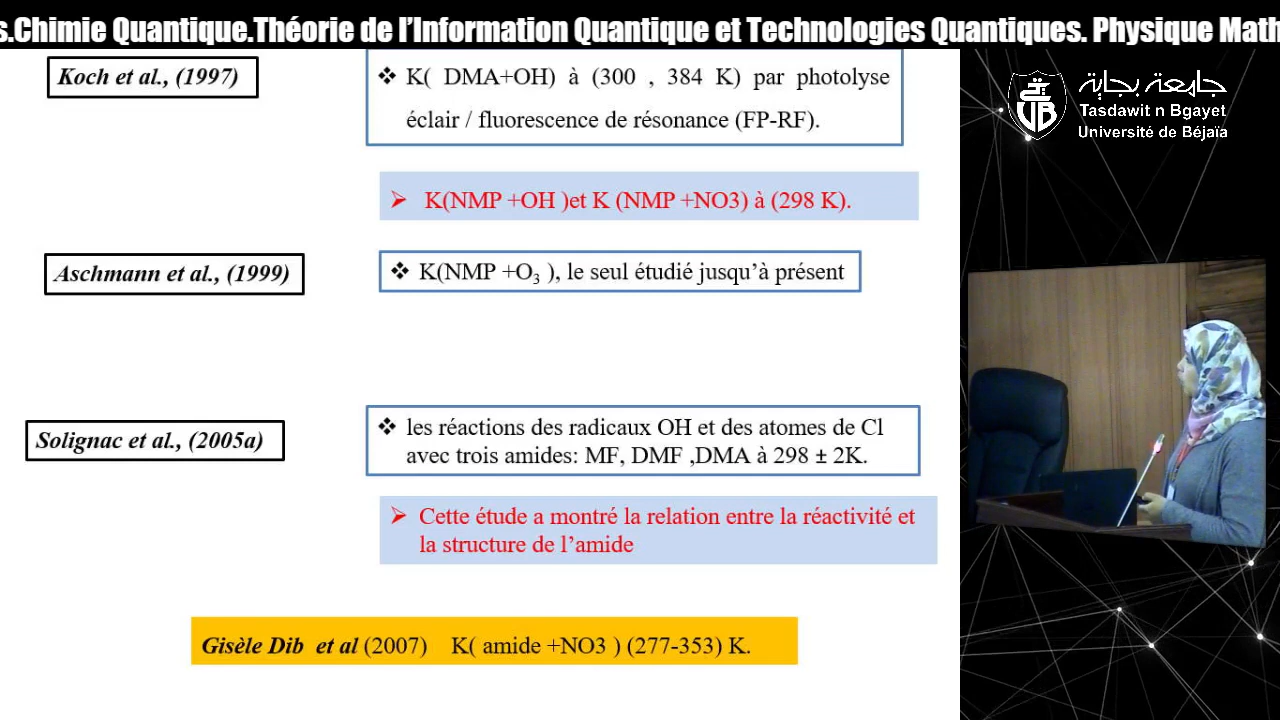 s.Chimie Quantique.Théorie de l’Information Quantique et Technologies Quantiques. Physique Math
Koch et al., (1997)
❖ K( DMA+OH) à (300 , 384 K) par photolyse
éclair / fluorescence de résonance (FP-RF).
➢ K(NMP +OH )et K (NMP +NO3) à (298 K).
Aschmann et al., (1999)
❖ K(NMP +O₃ ), le seul étudié jusqu’à présent
Solignac et al., (2005a)
❖ les réactions des radicaux OH et des atomes de Cl
avec trois amides: MF, DMF ,DMA à 298 ± 2K.
➢ Cette étude a montré la relation entre la réactivité et
la structure de l’amide
Gisèle Dib et al (2007) K( amide +NO3 ) (277-353) K.
جامعة بجاية
Tasdawit n Bgayet
Université de Béjaïa
UB